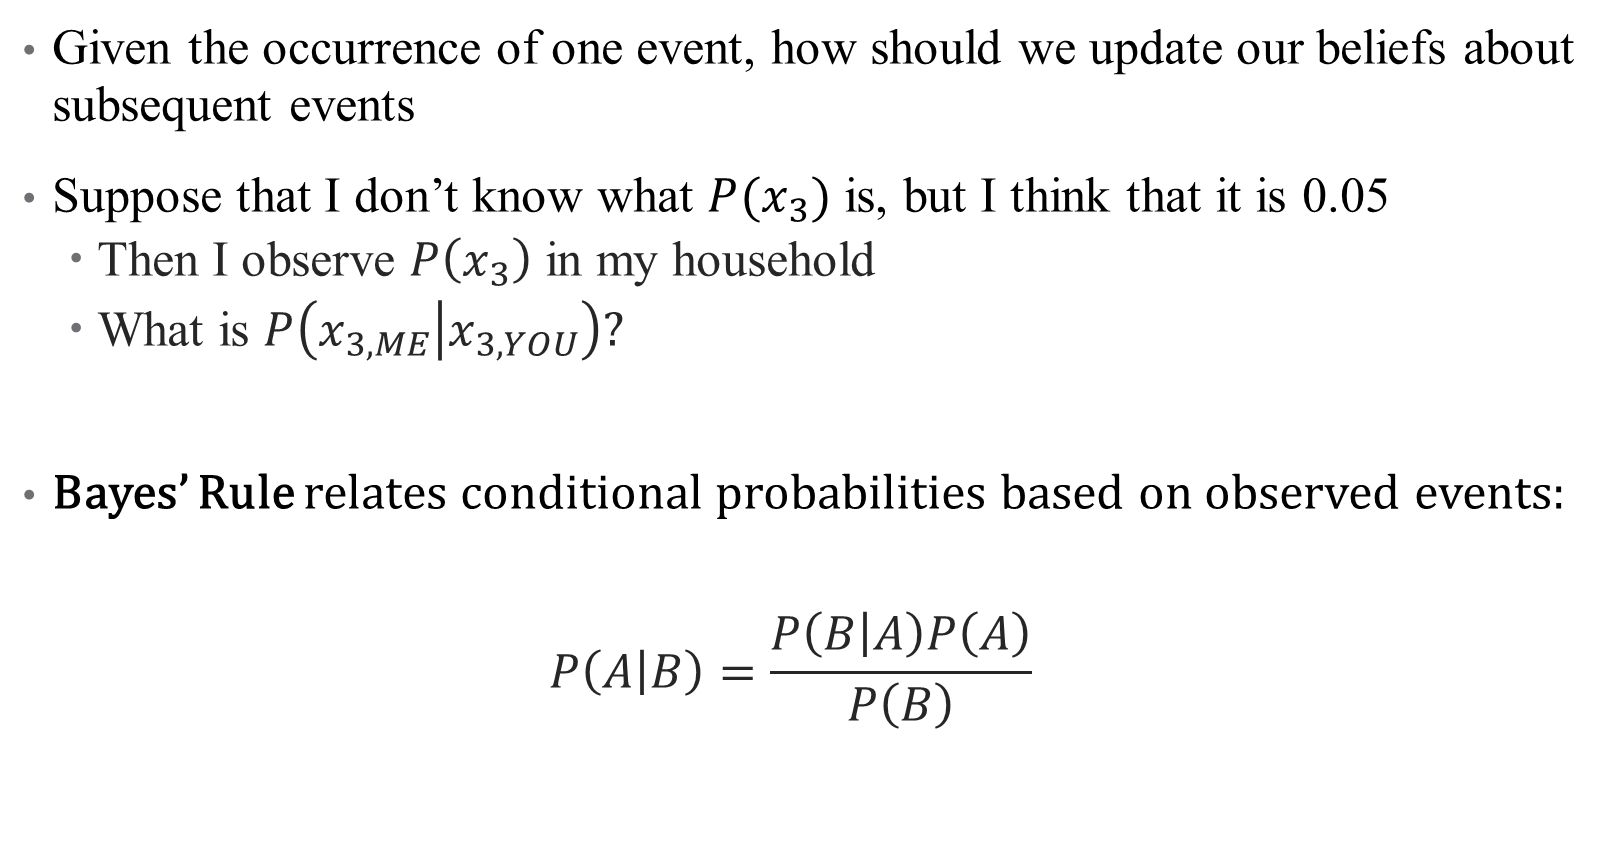 • Given the occurrence of one event, how should we update our beliefs about
subsequent events
• Suppose that I don’t know what P(x₃) is, but I think that it is 0.05
• Then I observe P(x₃) in my household
• What is P(x₃,ME|x₃,YOU)?
• Bayes’ Rule relates conditional probabilities based on observed events:
P(A|B) = P(B|A)P(A) / P(B)